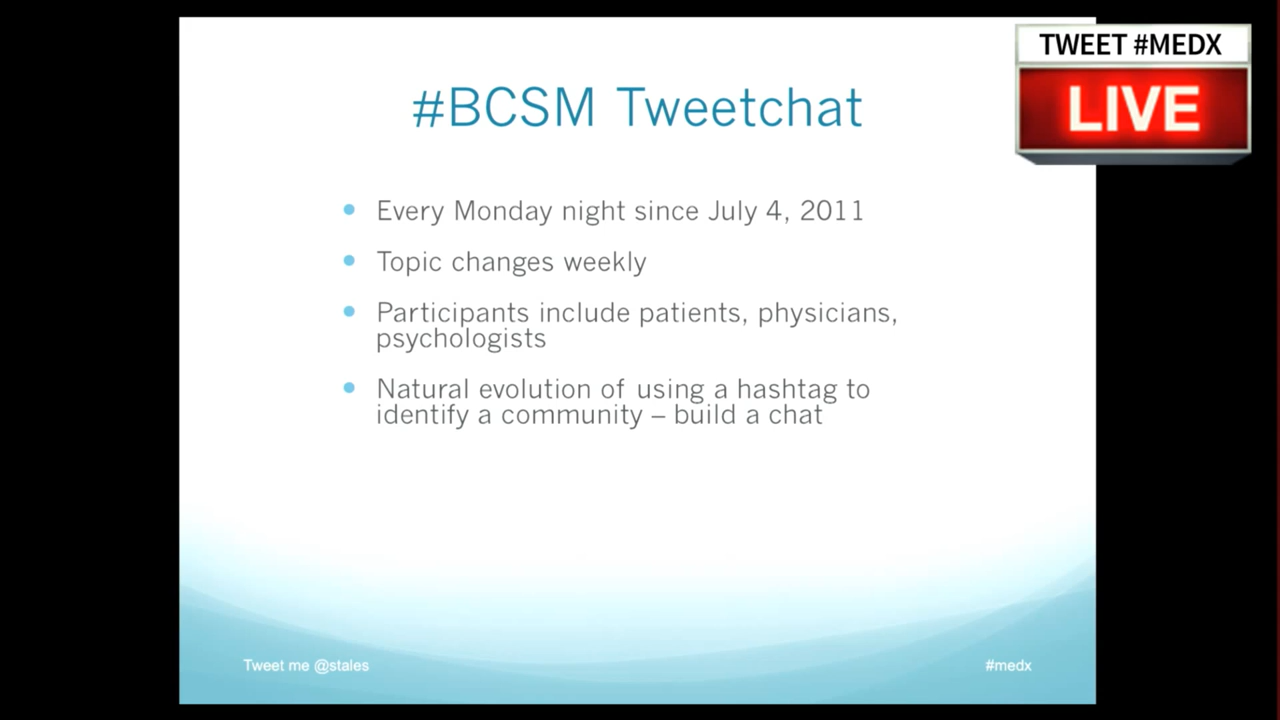 TWEET #MEDX
LIVE
#BCSM Tweetchat
Every Monday night since July 4, 2011
Topic changes weekly
Participants include patients, physicians,
psychologists
Natural evolution of using a hashtag to
identify a community – build a chat
Tweet me @stales
#medx